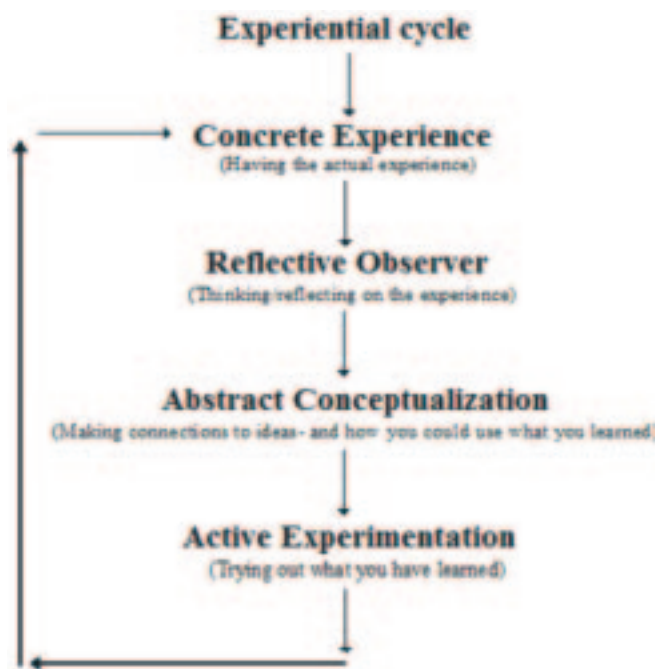 Experiential cycle
Concrete Experience
(Having the actual experience)
Reflective Observer
(Thinking/reflecting on the experience)
Abstract Conceptualization
(Making connections to ideas- and how you could use what you learned)
Active Experimentation
(Trying out what you have learned)